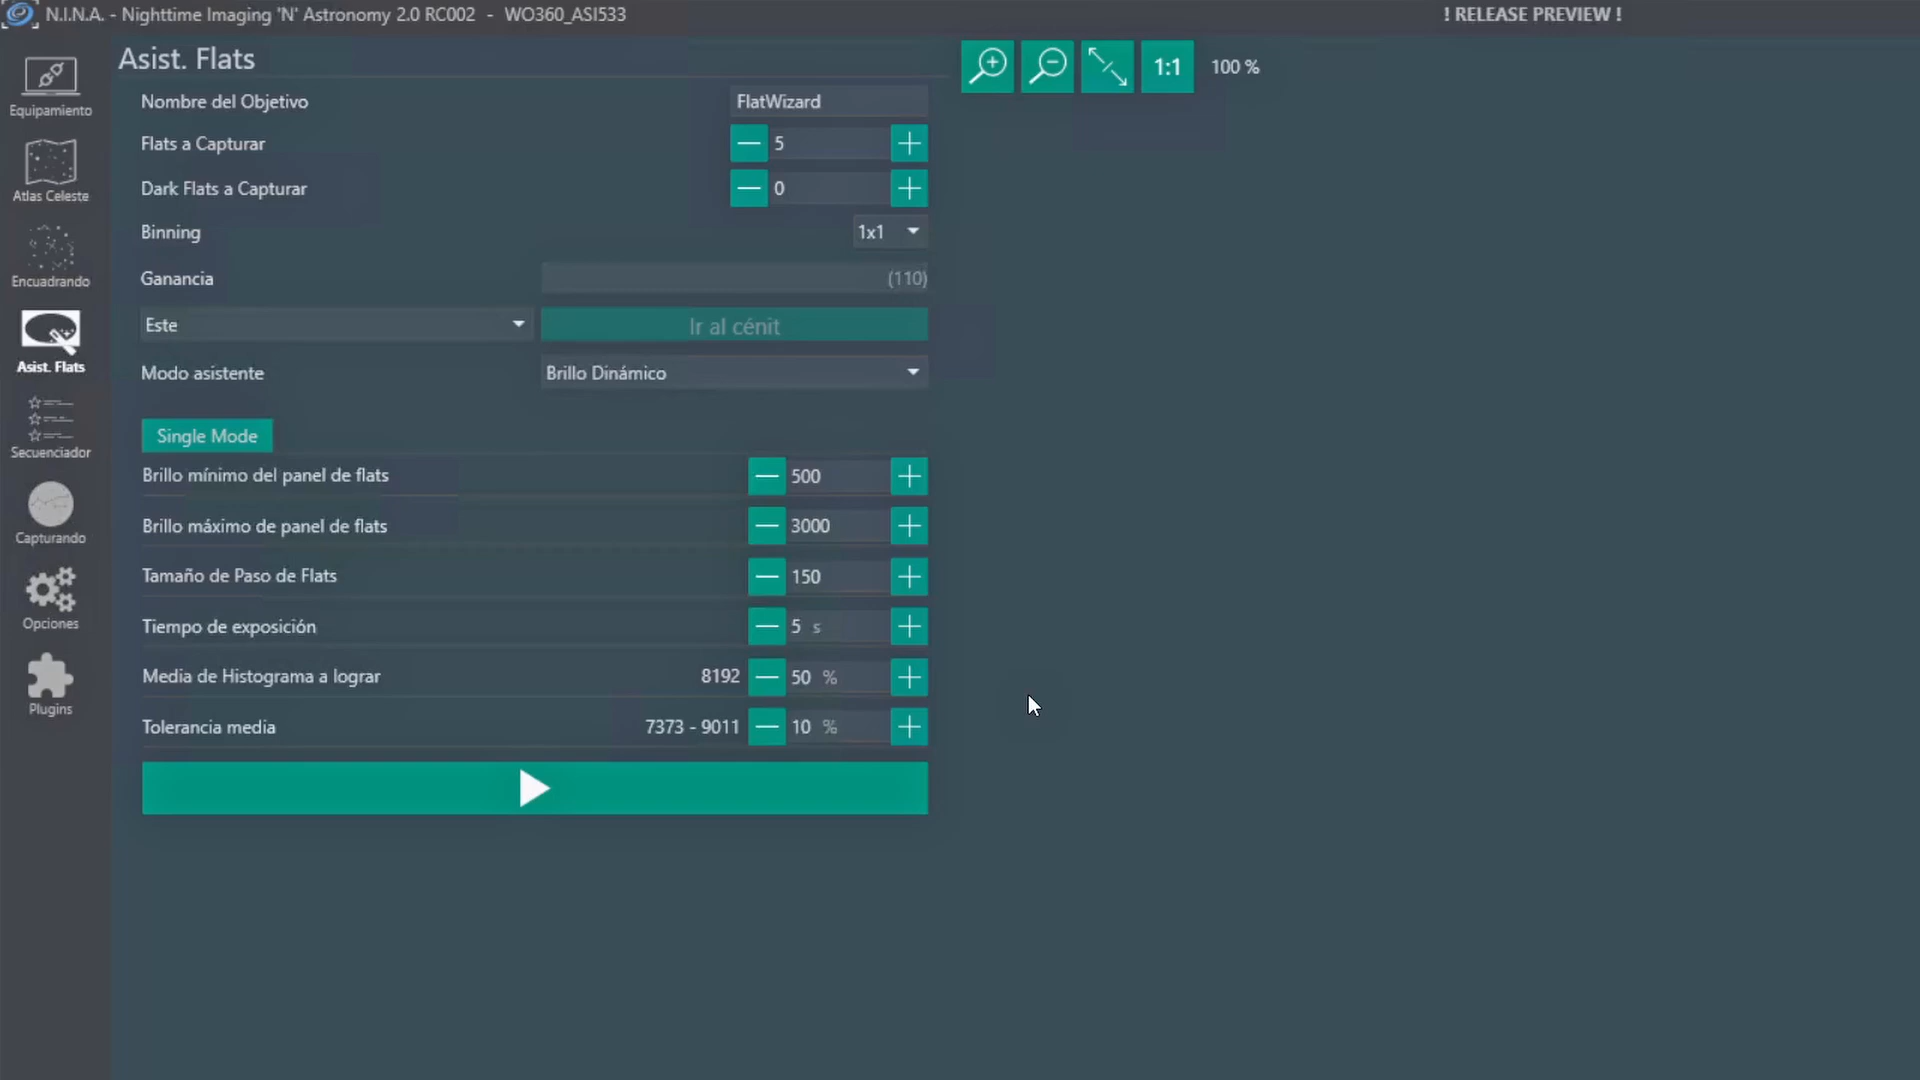 N.I.N.A. - Nighttime Imaging 'N' Astronomy 2.0 RC002 - WO360_ASI533
! RELEASE PREVIEW !
Equipamiento
Atlas Celeste
Encuadrando
Asist. Flats
Secuenciador
Capturando
Opciones
Plugins
Asist. Flats
Nombre del Objetivo FlatWizard
Flats a Capturar 5
Dark Flats a Capturar 0
Binning 1x1
Ganancia (110)
Este Ir al cénit
Modo asistente Brillo Dinámico
Single Mode
Brillo mínimo del panel de flats 500
Brillo máximo de panel de flats 3000
Tamaño de Paso de Flats 150
Tiempo de exposición 5 s
Media de Histograma a lograr 8192 50 %
Tolerancia media 7373 - 9011 10 %
1:1 100 %